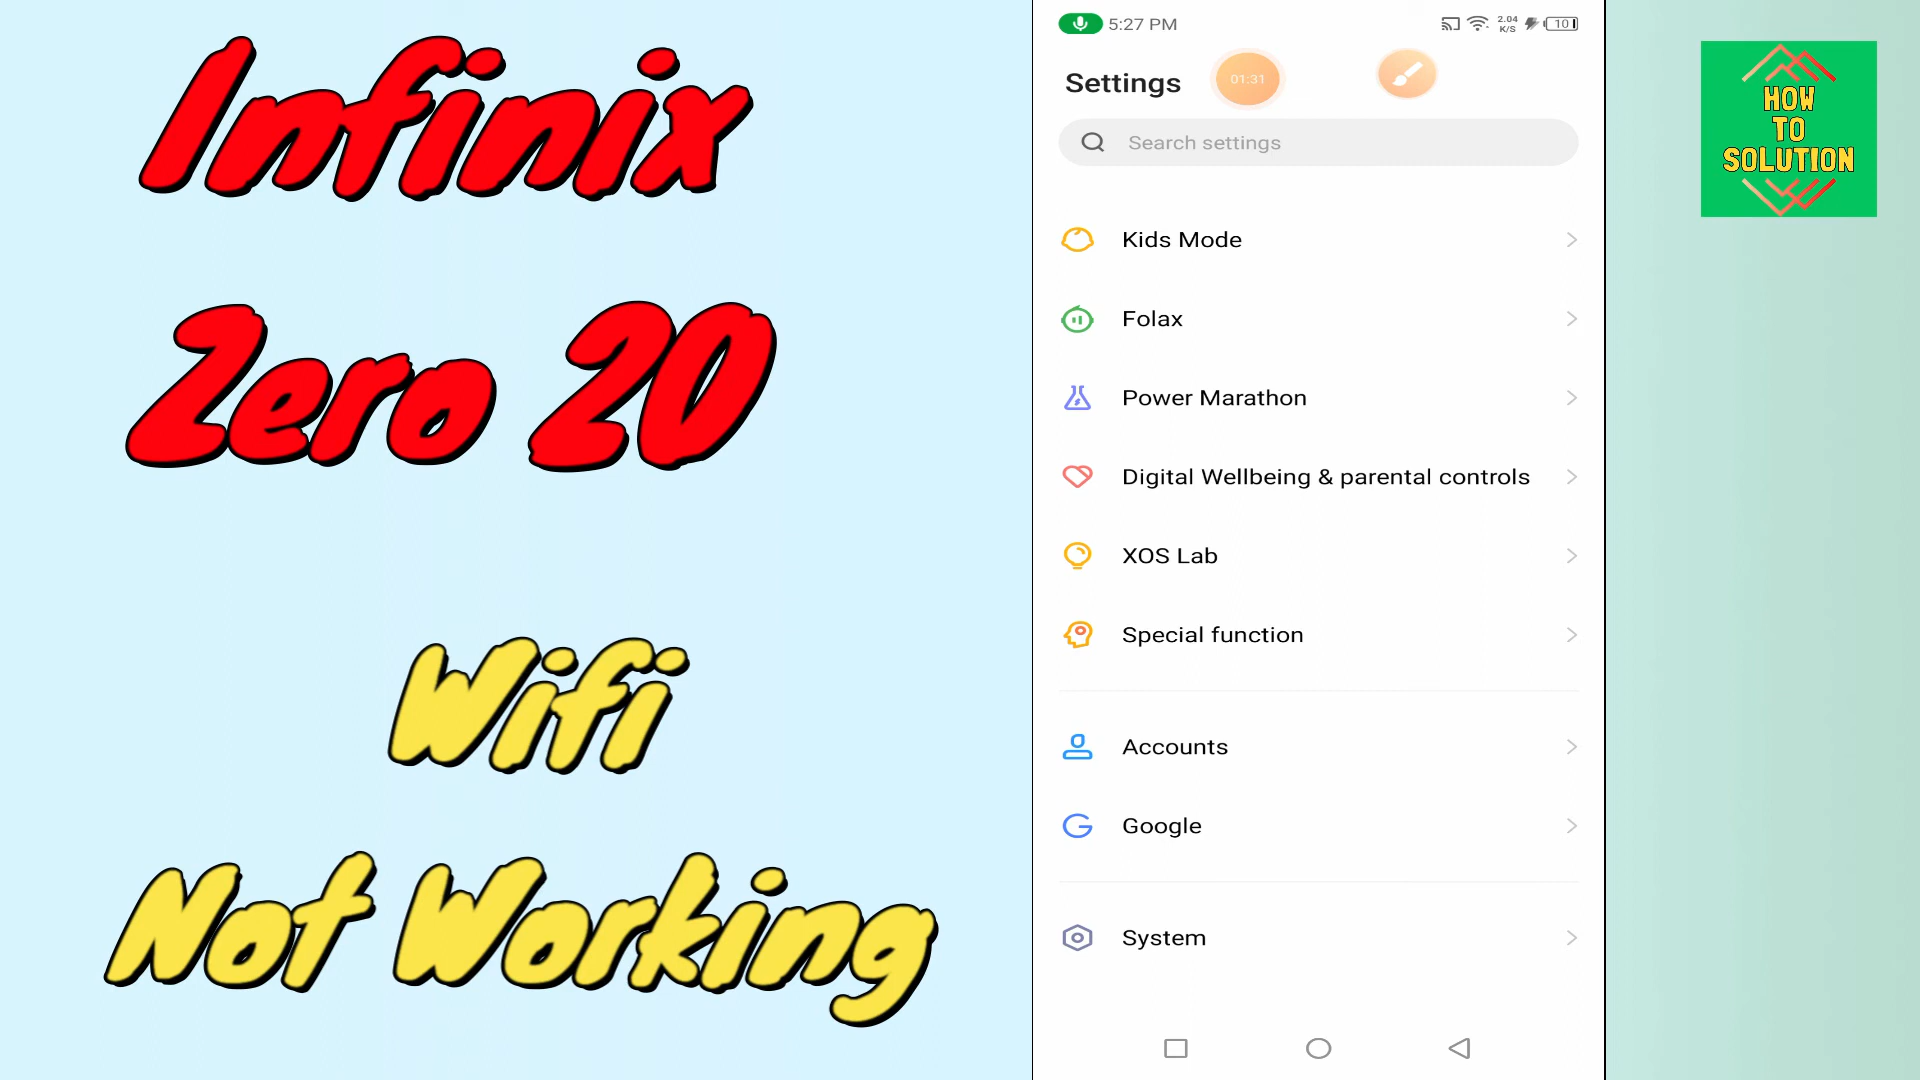 Infinix
Zero 20
Wifi
Not Working
5:27 PM
2.04
K/S
10
Settings
01:31
Search settings
Kids Mode
Folax
Power Marathon
Digital Wellbeing & parental controls
XOS Lab
Special function
Accounts
Google
System
HOW
TO
SOLUTION